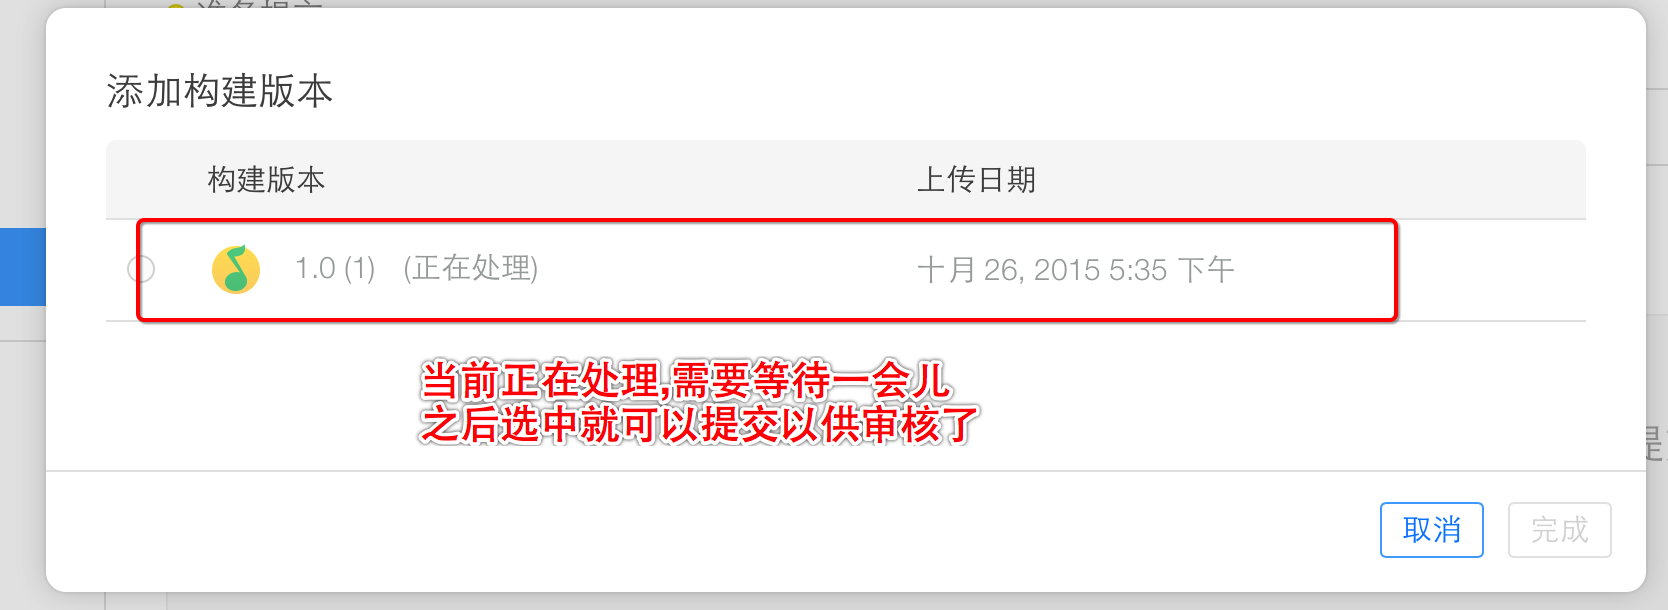 添加构建版本
构建版本 上传日期
1.0 (1) (正在处理) 十月 26, 2015 5:35 下午
当前正在处理,需要等待一会儿
之后选中就可以提交以供审核了
取消 完成